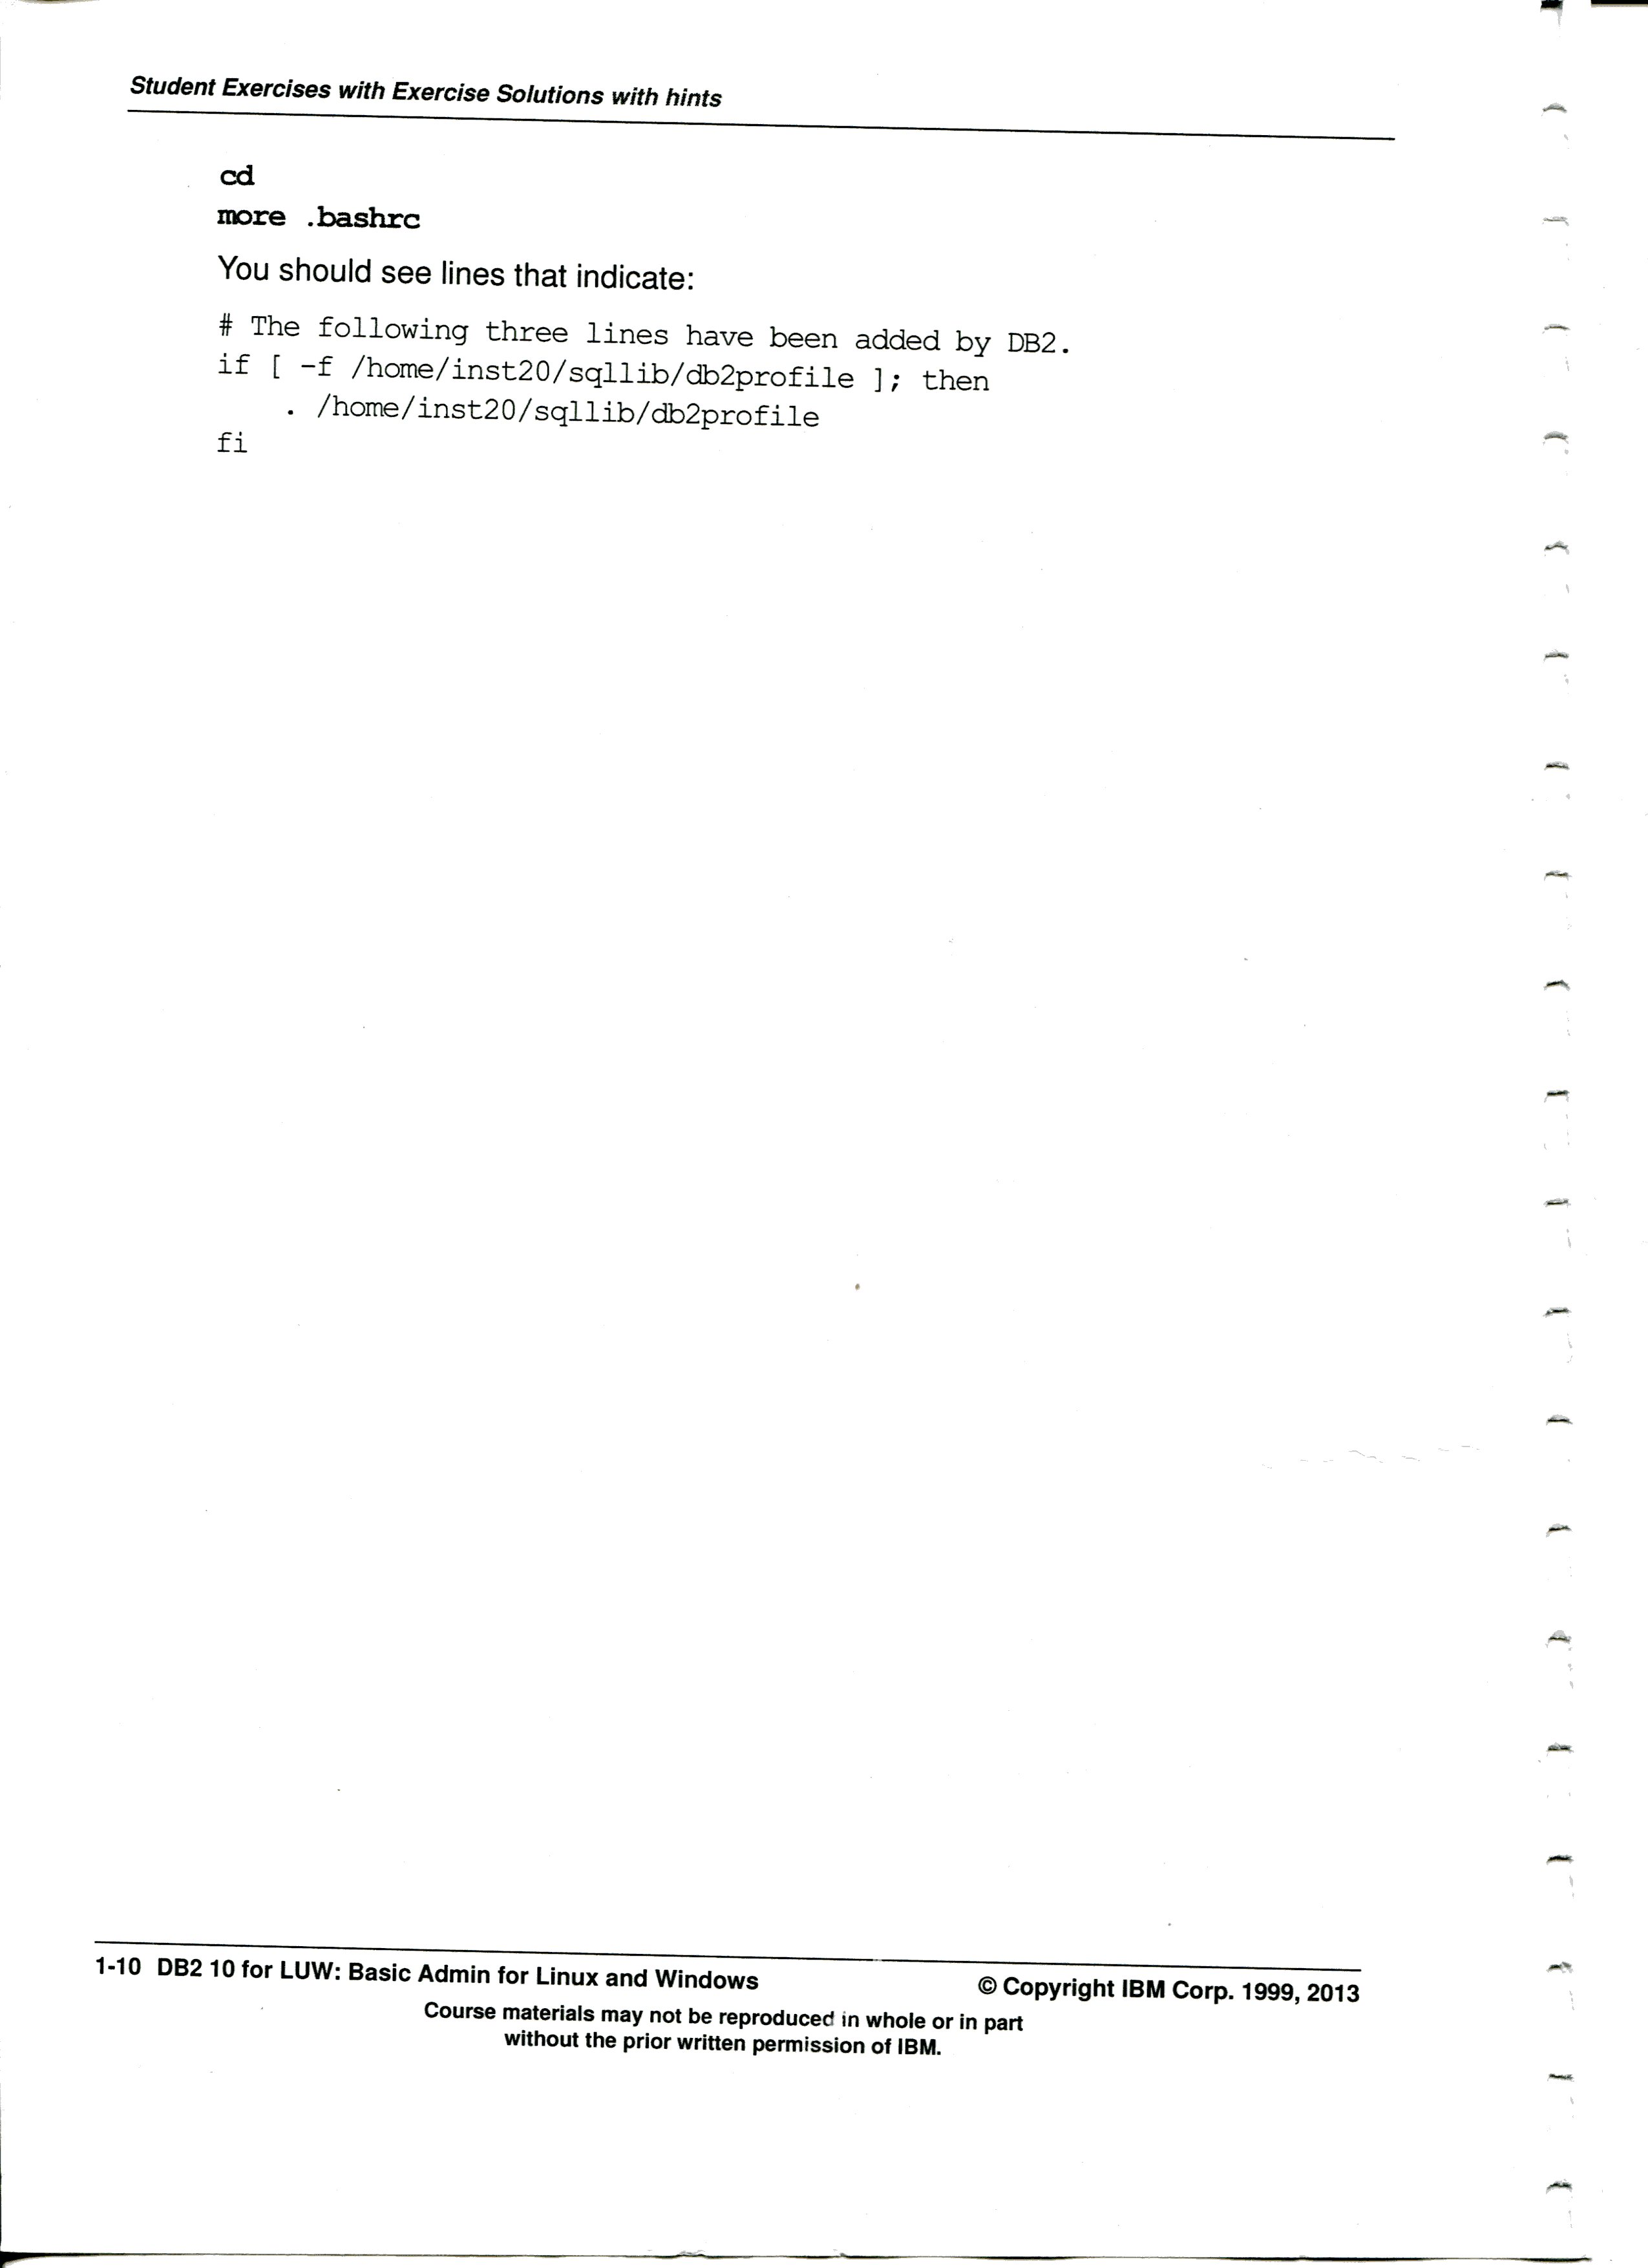 Student Exercises with Exercise Solutions with hints
cd
more .bashrc
You should see lines that indicate:
# The following three lines have been added by DB2.
if [ -f /home/inst20/sqllib/db2profile ]; then
    . /home/inst20/sqllib/db2profile
fi
1-10 DB2 10 for LUW: Basic Admin for Linux and Windows © Copyright IBM Corp. 1999, 2013
Course materials may not be reproduced in whole or in part
without the prior written permission of IBM.